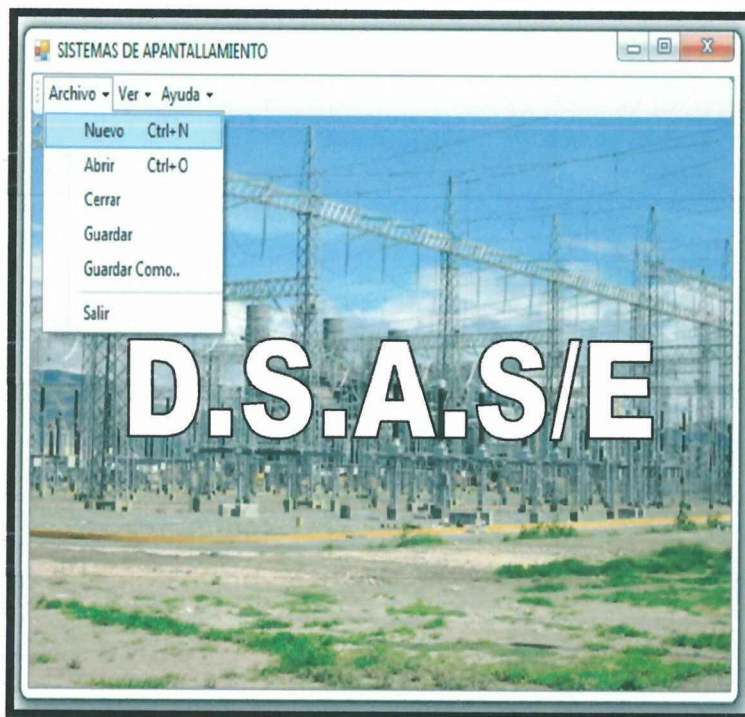 SISTEMAS DE APANTALLAMIENTO
Archivo Ver Ayuda
Nuevo Ctrl+N
Abrir Ctrl+O
Cerrar
Guardar
Guardar Como..
Salir
D.S.A.S/E